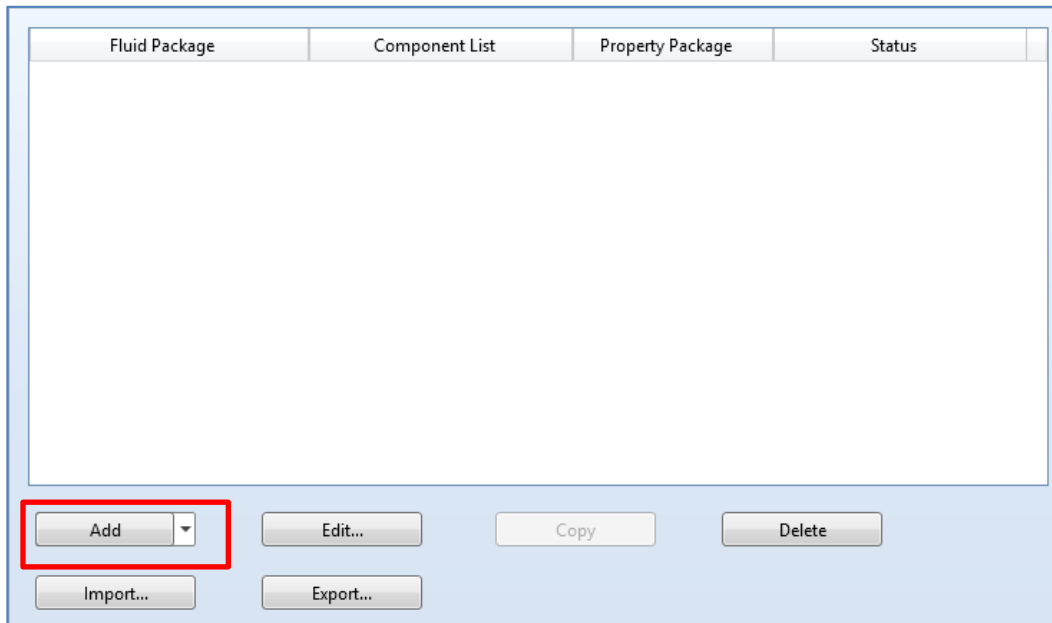 Fluid Package Component List Property Package Status
Add Edit... Copy Delete
Import... Export...